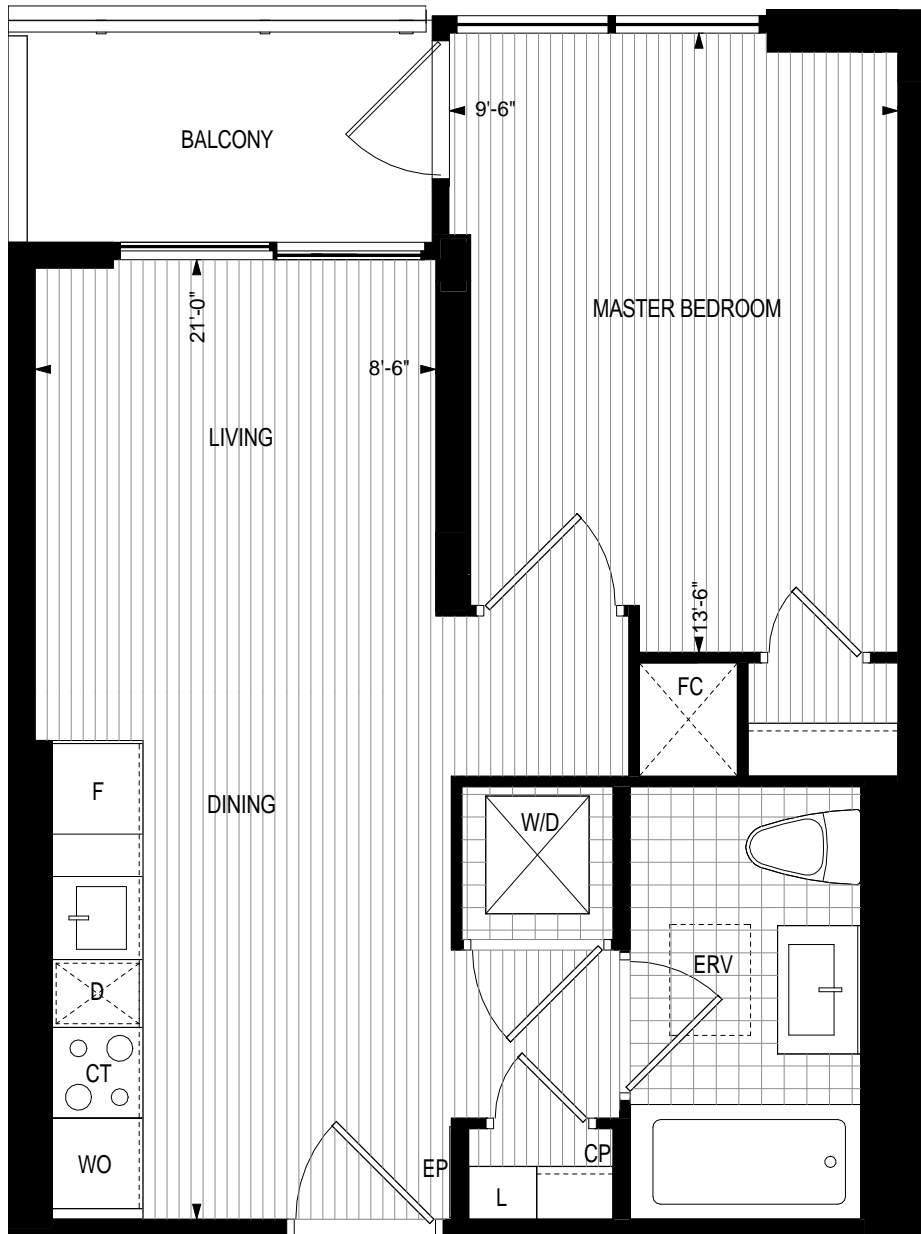 9'-6"
BALCONY
MASTER BEDROOM
21'-0"
8'-6"
LIVING
13'-6"
FC
F
DINING
W/D
ERV
D
CT
CP
WO
EP
L